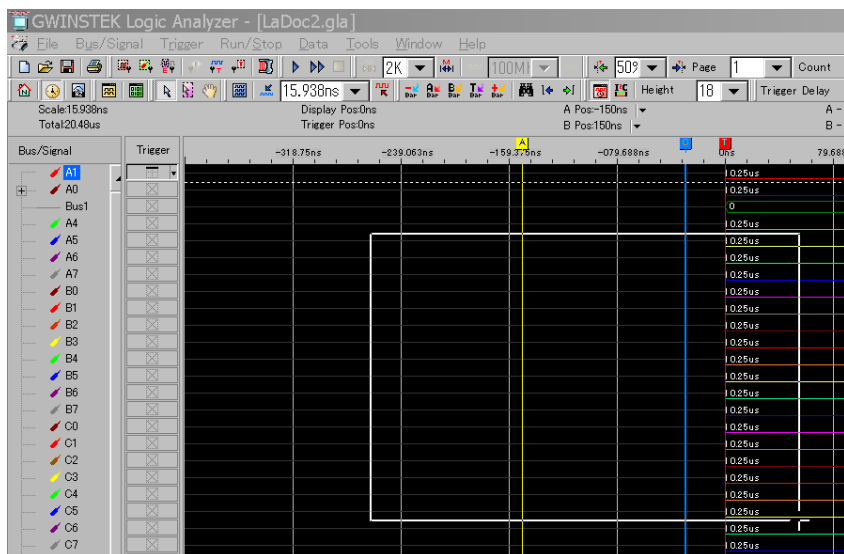 GWINSTEK Logic Analyzer - [LaDoc2.gla]
File Bus/Signal Trigger Run/Stop Data Tools Window Help
2K 50% Page 1 Count
15.938ns Height 18 Trigger Delay
Scale:15.938ns Display Pos:0ns A Pos:-150ns A -
Total:20.48us Trigger Pos:0ns B Pos:150ns B -
Bus/Signal Trigger -318.75ns -239.063ns -159.375ns A -079.688ns T 0ns 79.688
A1 0.25us
A0 0.25us
Bus1 0
A4 0.25us
A5 0.25us
A6 0.25us
A7 0.25us
B0 0.25us
B1 0.25us
B2 0.25us
B3 0.25us
B4 0.25us
B5 0.25us
B6 0.25us
B7 0.25us
C0 0.25us
C1 0.25us
C2 0.25us
C3 0.25us
C4 0.25us
C5 0.25us
C6 0.25us
C7 0.25us